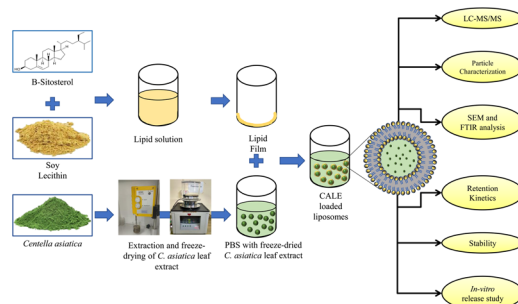 HO
H
H
H
H
B-Sitosterol
Soy
Lecithin
Centella asiatica
Lipid solution
Lipid
Film
Extraction and freeze-
drying of C. asiatica leaf
extract
PBS with freeze-dried
C. asiatica leaf extract
CALE
loaded
liposomes
LC-MS/MS
Particle
Characterization
SEM and
FTIR analysis
Retention
Kinetics
Stability
In-vitro
release study